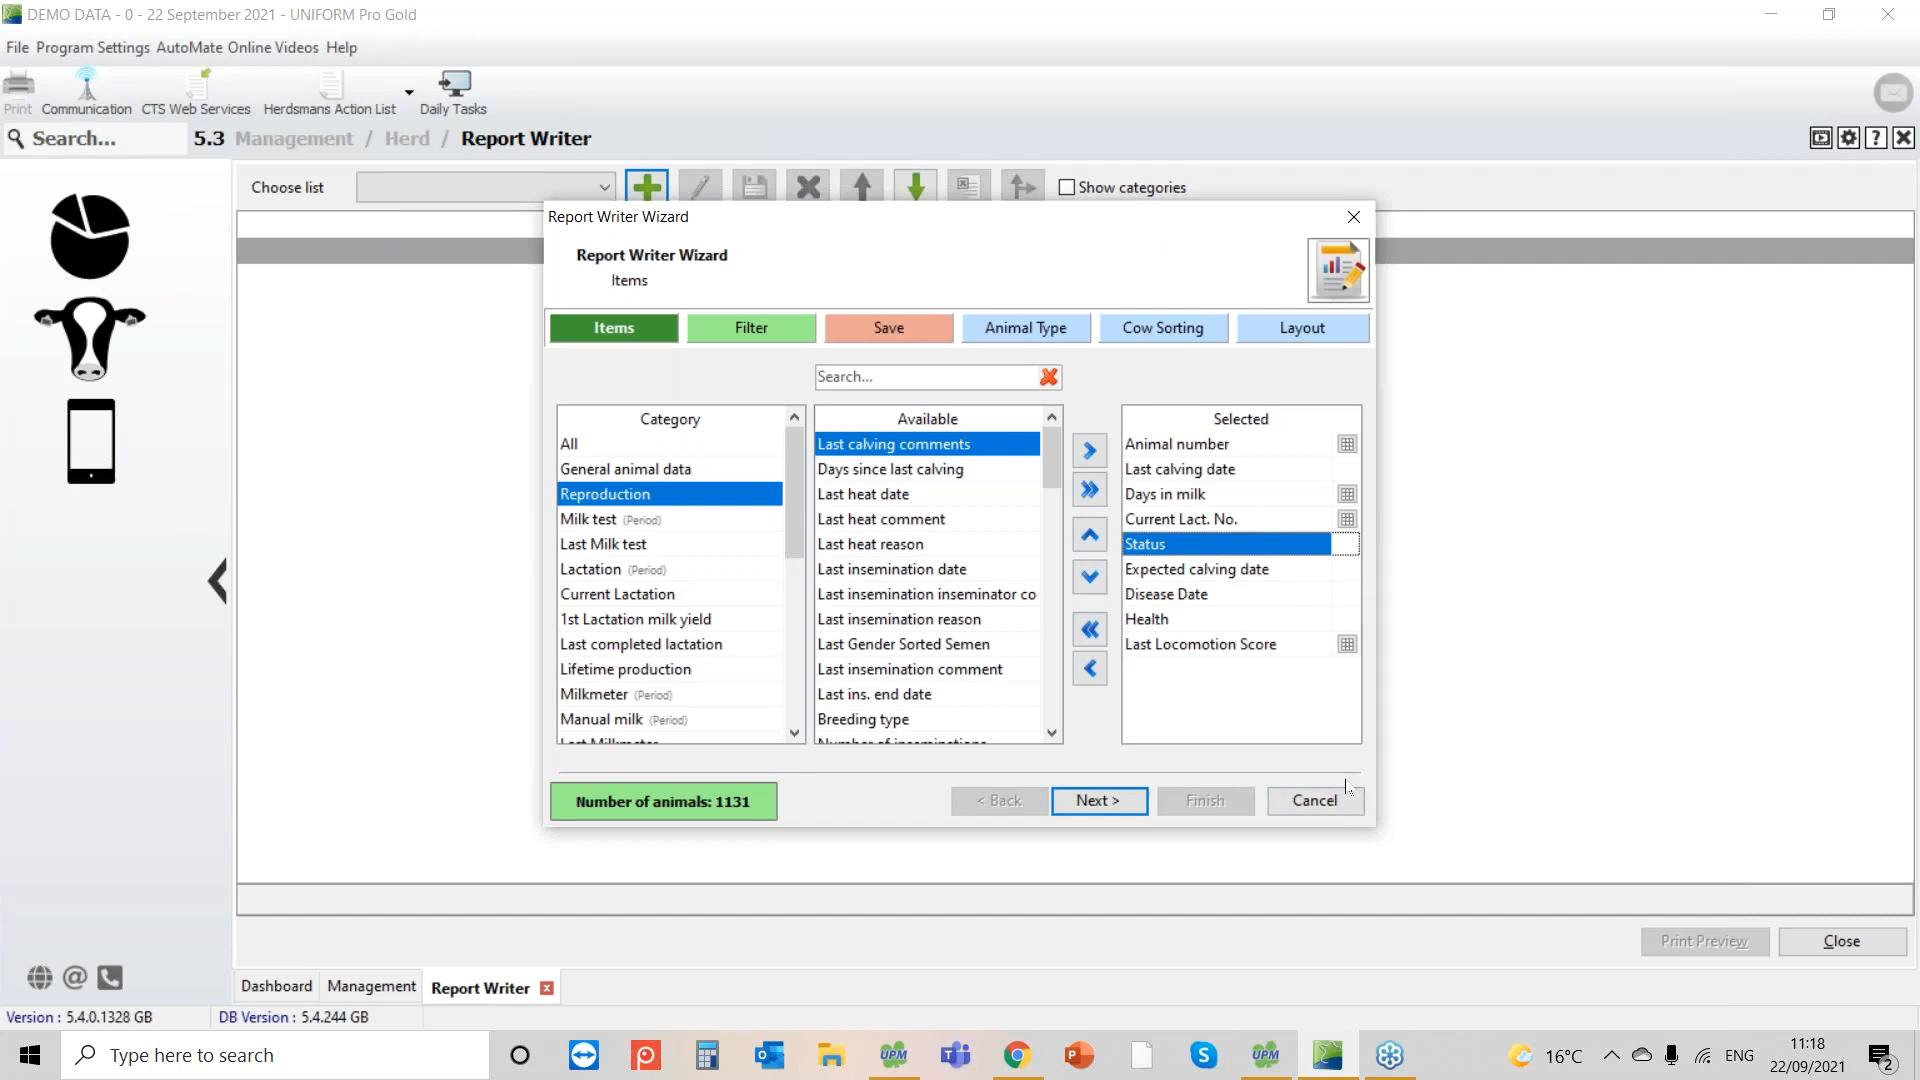 DEMO DATA - 0 - 22 September 2021 - UNIFORM Pro Gold
File Program Settings AutoMate Online Videos Help
Print Communication CTS Web Services Herdsmans Action List Daily Tasks
Search... 5.3 Management / Herd / Report Writer
Choose list Show categories
Report Writer Wizard
Report Writer Wizard
Items
Items Filter Save Animal Type Cow Sorting Layout
Search...
Category Available Selected
All Last calving comments Animal number
General animal data Days since last calving Last calving date
Reproduction Last heat date Days in milk
Milk test (Period) Last heat comment Current Lact. No.
Last Milk test Last heat reason Status
Lactation (Period) Last insemination date Expected calving date
Current Lactation Last insemination inseminator co Disease Date
1st Lactation milk yield Last insemination reason Health
Last completed lactation Last Gender Sorted Semen Last Locomotion Score
Lifetime production Last insemination comment
Milkmeter (Period) Last ins. end date
Manual milk (Period) Breeding type
Last Milkmeter Number of inseminations
Number of animals: 1131 < Back Next > Finish Cancel
Print Preview Close
Dashboard Management Report Writer
Version : 5.4.0.1328 GB DB Version : 5.4.244 GB
Type here to search UPM UPM 16°C ENG 11:18
22/09/2021 2